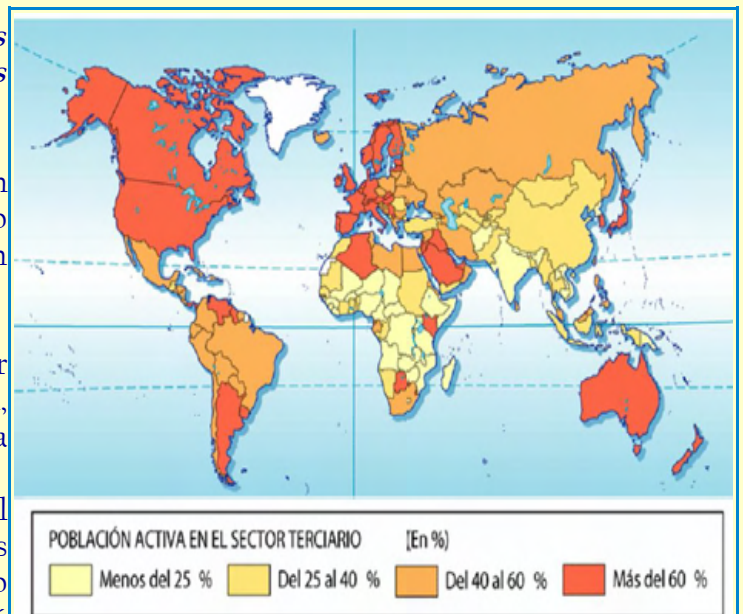 POBLACIÓN ACTIVA EN EL SECTOR TERCIARIO [En %)
Menos del 25 % Del 25 al 40 % Del 40 al 60 % Más del 60 %